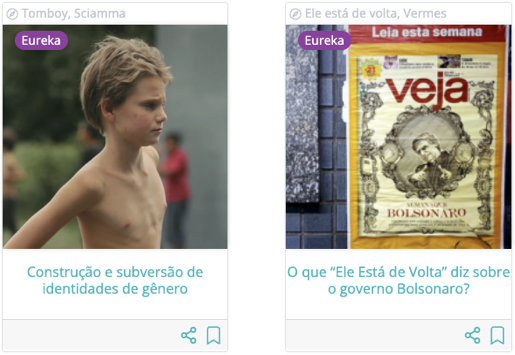 Tomboy, Sciamma
Eureka
Construção e subversão de
identidades de gênero
Ele está de volta, Vermes
Eureka
Leia esta semana
veja
ALMANAQUE
BOLSONARO
O que “Ele Está de Volta” diz sobre
o governo Bolsonaro?